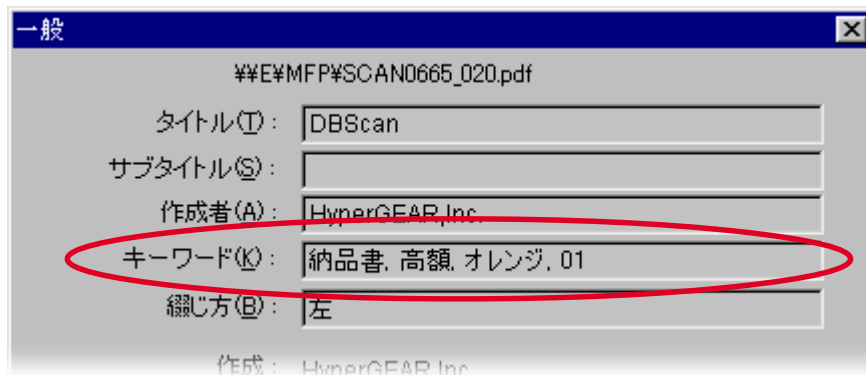 一般
¥¥E¥MFP¥SCAN0665_020.pdf
タイトル(T): DBScan
サブタイトル(S):
作成者(A): HyperGEAR,Inc.
キーワード(K): 納品書, 高額, オレンジ, 01
綴じ方(B): 左
作成: HyperGEAR,Inc.